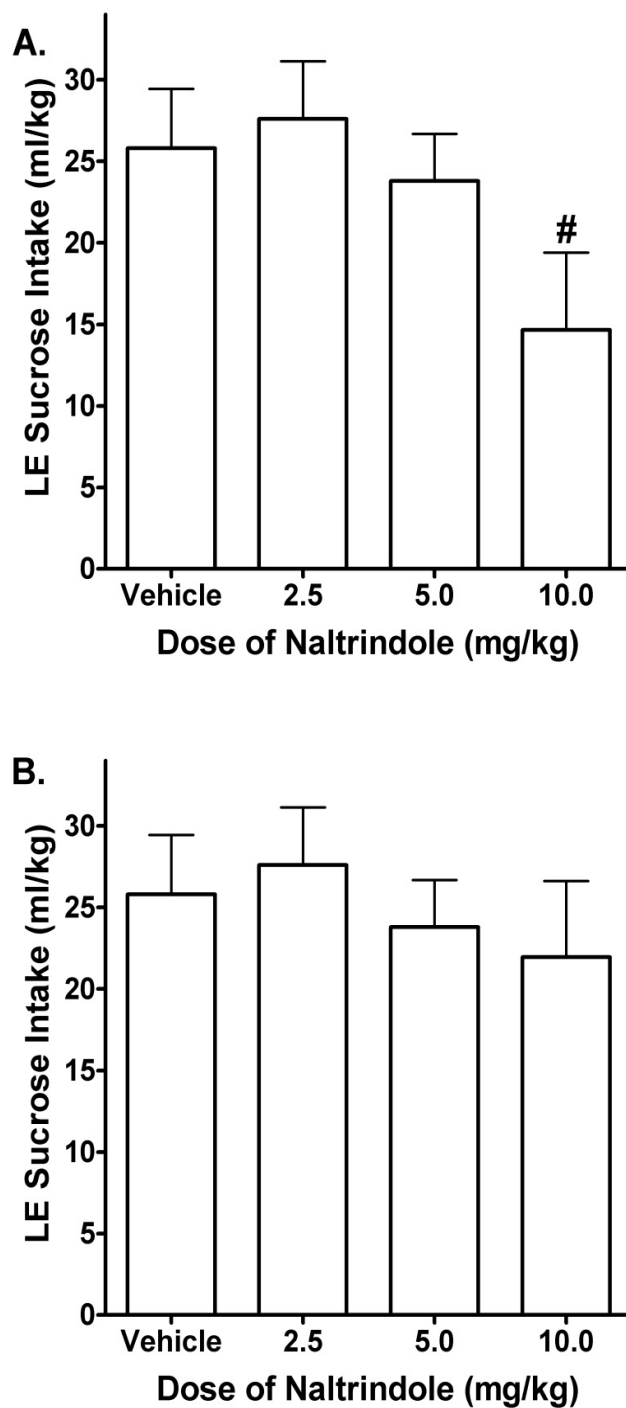 A.
LE Sucrose Intake (ml/kg)
30
25
20
15
10
5
0
#
Vehicle 2.5 5.0 10.0
Dose of Naltrindole (mg/kg)
B.
LE Sucrose Intake (ml/kg)
30
25
20
15
10
5
0
Vehicle 2.5 5.0 10.0
Dose of Naltrindole (mg/kg)